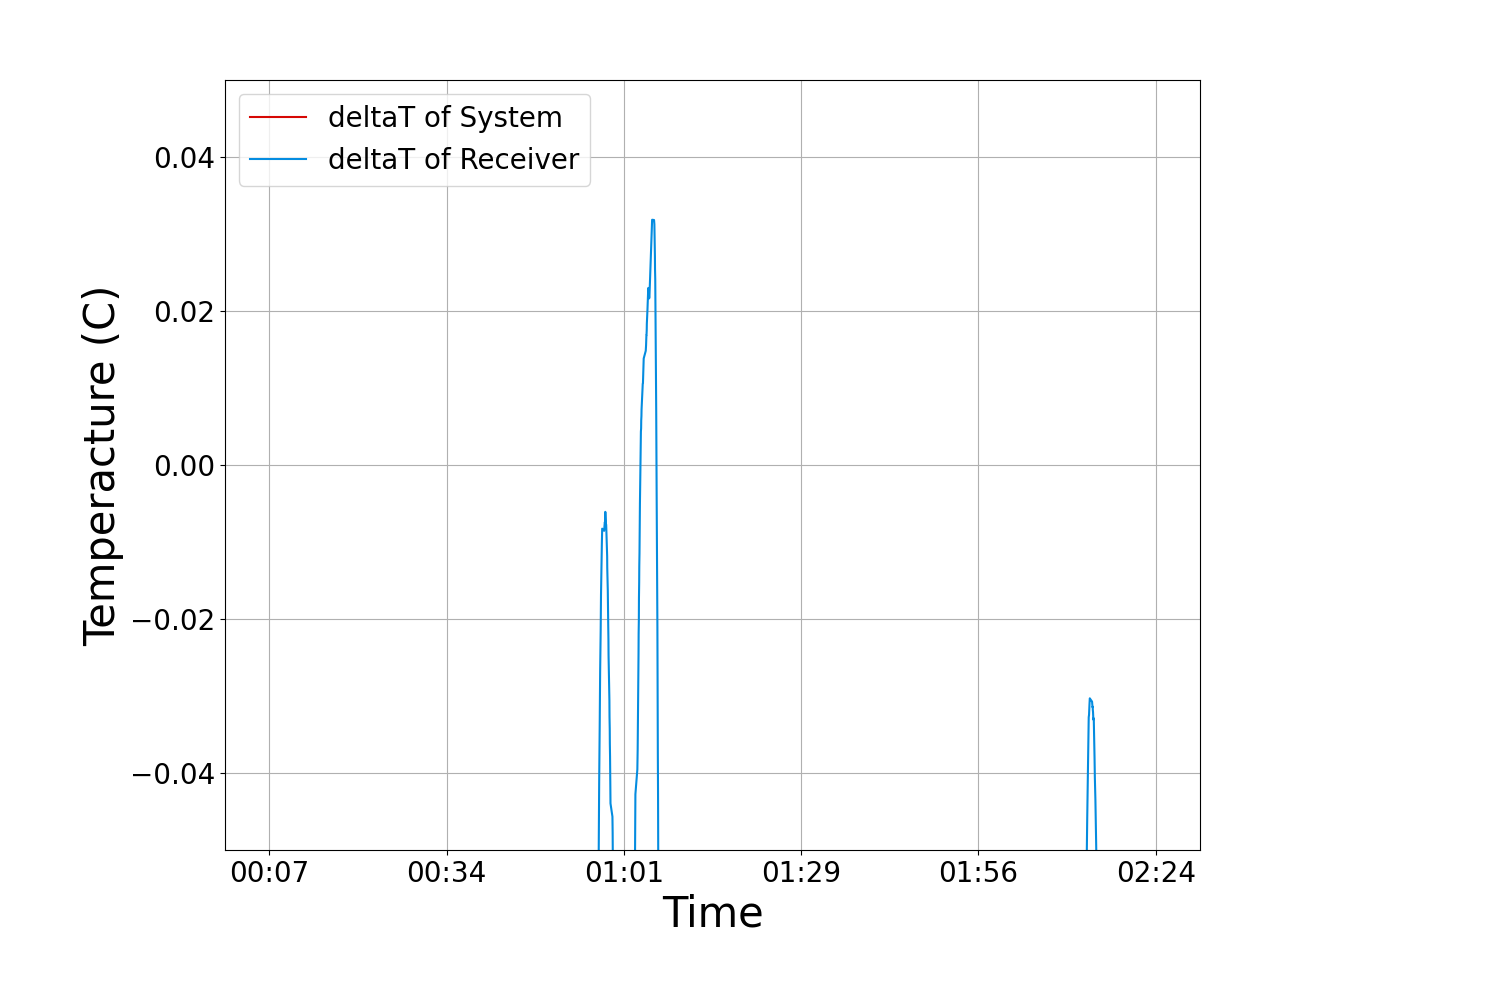 deltaT of System
deltaT of Receiver
0.04
0.02
0.00
−0.02
−0.04
Temperacture (C)
00:07 00:34 01:01 01:29 01:56 02:24
Time